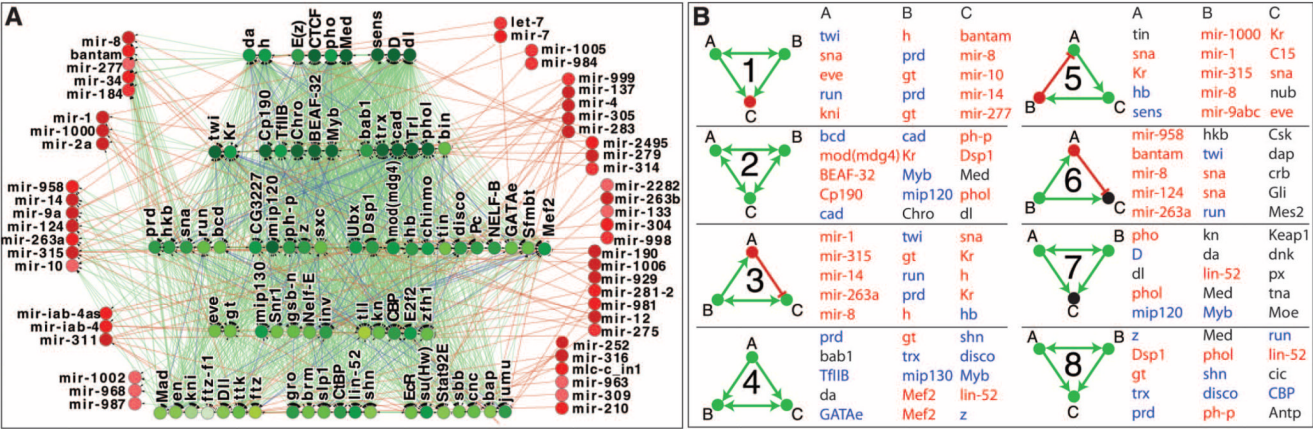 A
mir-8
bantam
mir-277
mir-34
mir-184
mir-1
mir-1000
mir-2a
mir-958
mir-14
mir-9a
mir-124
mir-263a
mir-315
mir-10
mir-iab-4as
mir-iab-4
mir-311
mir-1002
mir-968
mir-987
da h E(z) CTCF pho Med sens D dl
twi Kr Cp190 TfIIB Chro BEAF-32 Myb bab1 trx cad Trl phol bin
prd hkb sna run bcd CG3227 mip120 ph-p z sxc Ubx Dsp1 mod(mdg4) hb chinmo tin disco Pc NELF-B GATAe Sfmbt Mef2
eve gt mip130 Snr1 gsb-n Nelf-E inv tll kn CBP E2f2 zfh1
Mad en kni ftz-f1 Dll ttk ftz gro brm slp1 CtBP lin-52 shn EcR su(Hw) Stat92E sbb cnc bap jumu
let-7
mir-7
mir-1005
mir-984
mir-999
mir-137
mir-4
mir-305
mir-283
mir-2495
mir-279
mir-314
mir-2282
mir-263b
mir-133
mir-304
mir-998
mir-190
mir-1006
mir-929
mir-281-2
mir-981
mir-12
mir-275
mir-252
mir-316
mlc-c_in1
mir-963
mir-309
mir-210
B
A B C
A B
1
C
twi h bantam
sna prd mir-8
eve gt mir-10
run prd mir-14
kni gt mir-277
A B
2
C
bcd cad ph-p
mod(mdg4) Kr Dsp1
BEAF-32 Myb Med
Cp190 mip120 phol
cad Chro dl
A
3
B C
mir-1 twi sna
mir-315 gt Kr
mir-14 run h
mir-263a prd Kr
mir-8 h hb
A
4
B C
prd gt shn
bab1 trx disco
TfIIB mip130 Myb
da Mef2 lin-52
GATAe Mef2 z
A B C
A
5
B C
tin mir-1000 Kr
sna mir-1 C15
Kr mir-315 sna
hb mir-8 nub
sens mir-9abc eve
A
6
B C
mir-958 hkb Csk
bantam twi dap
mir-8 sna crb
mir-124 sna Gli
mir-263a run Mes2
A B
7
C
pho kn Keap1
D da dnk
dl lin-52 px
phol Med tna
mip120 Myb Moe
A B
8
C
z Med run
Dsp1 phol lin-52
gt shn cic
trx disco CBP
prd ph-p Antp